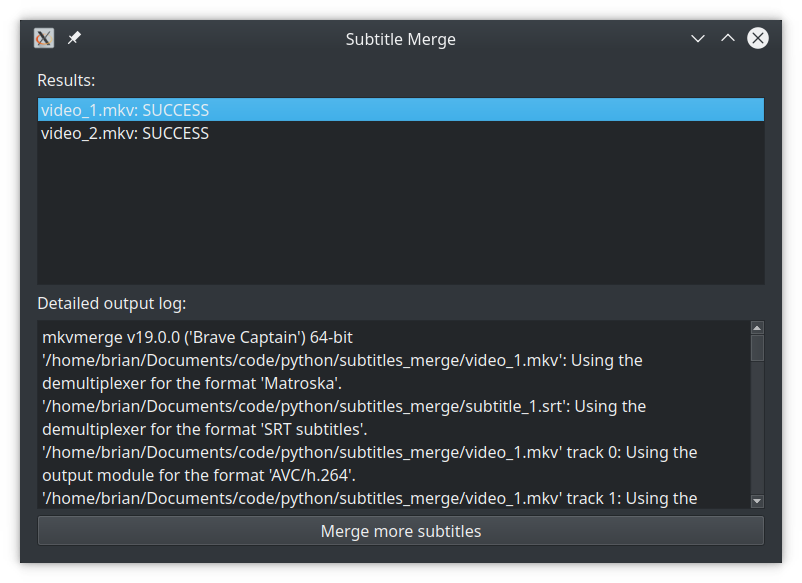 Subtitle Merge
Results:
video_1.mkv: SUCCESS
video_2.mkv: SUCCESS
Detailed output log:
mkvmerge v19.0.0 ('Brave Captain') 64-bit
'/home/brian/Documents/code/python/subtitles_merge/video_1.mkv': Using the
demultiplexer for the format 'Matroska'.
'/home/brian/Documents/code/python/subtitles_merge/subtitle_1.srt': Using the
demultiplexer for the format 'SRT subtitles'.
'/home/brian/Documents/code/python/subtitles_merge/video_1.mkv' track 0: Using the
output module for the format 'AVC/h.264'.
'/home/brian/Documents/code/python/subtitles_merge/video_1.mkv' track 1: Using the
Merge more subtitles